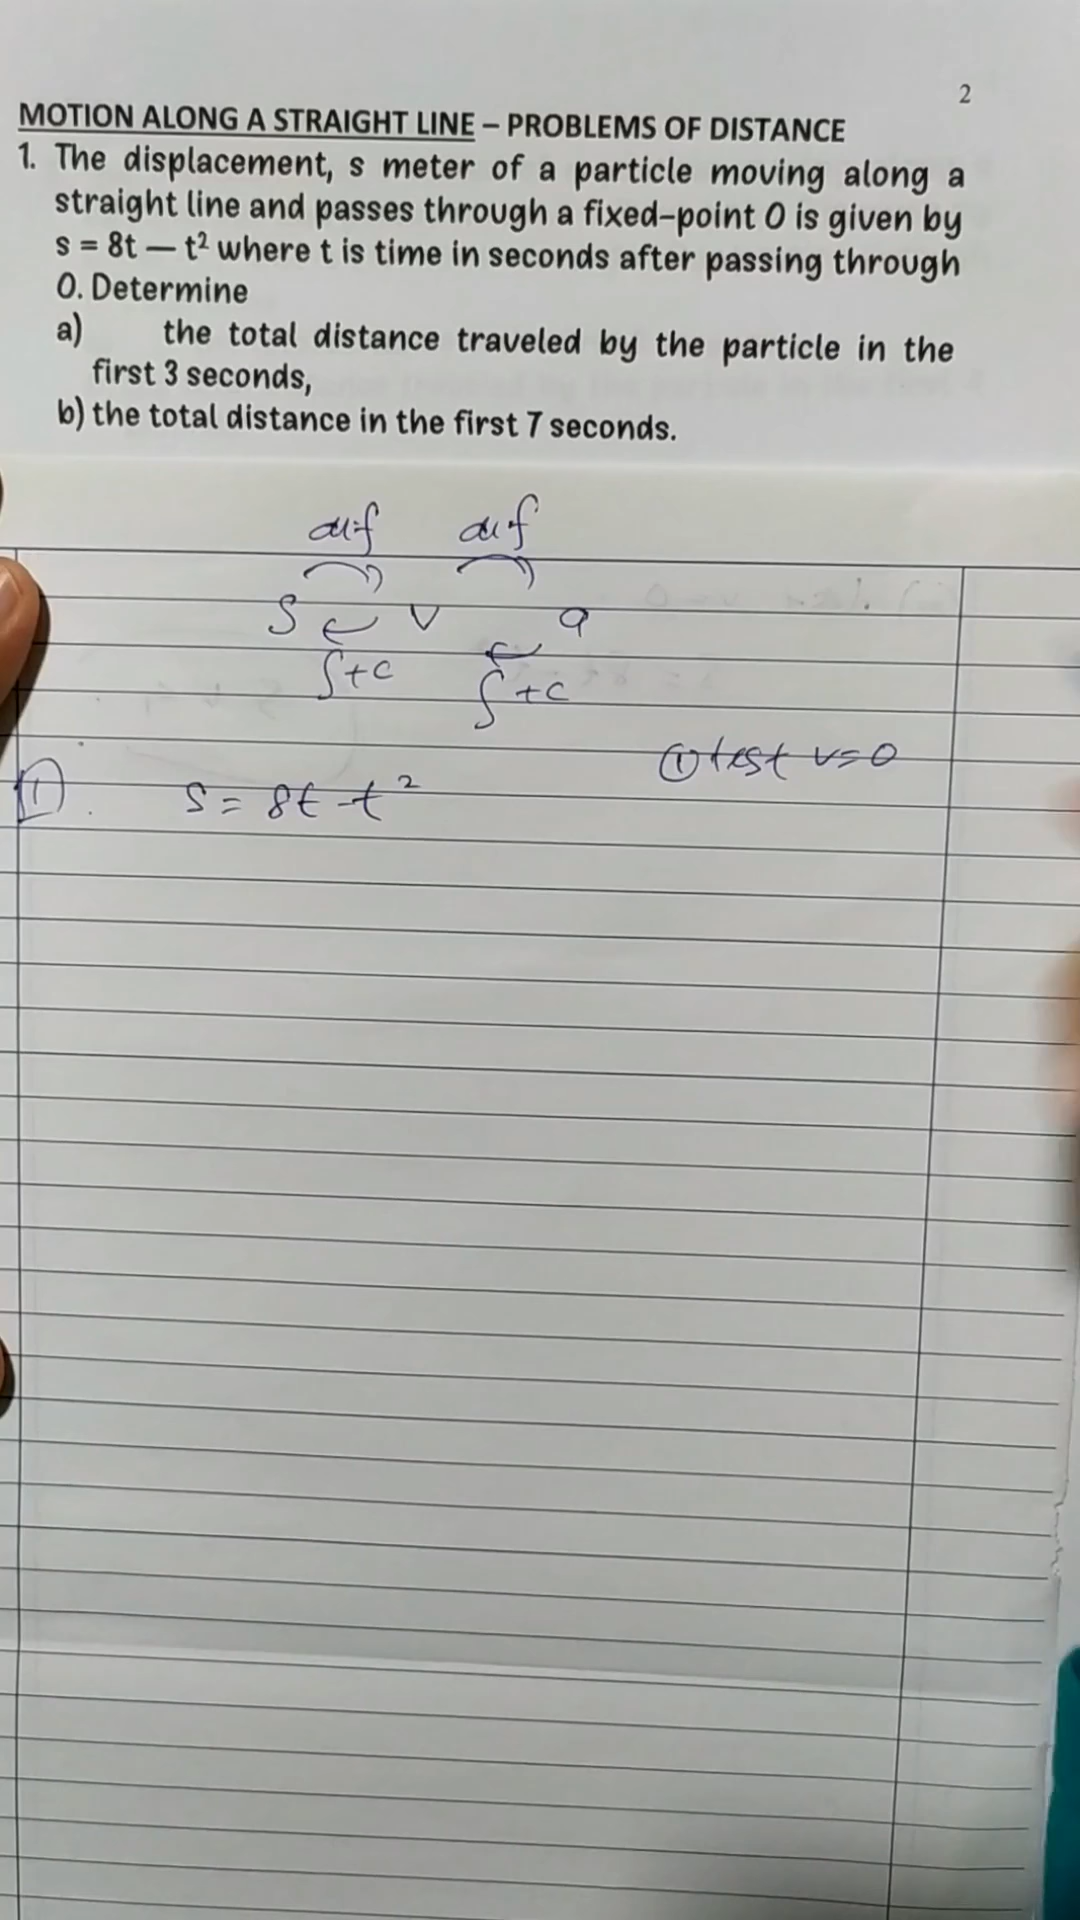 2
MOTION ALONG A STRAIGHT LINE – PROBLEMS OF DISTANCE
1. The displacement, s meter of a particle moving along a
straight line and passes through a fixed-point O is given by
s = 8t — t² where t is time in seconds after passing through
O. Determine
a) the total distance traveled by the particle in the
first 3 seconds,
b) the total distance in the first 7 seconds.
dif dif
S v a
∫+c ∫+c
① test v=0
1 s = 8t - t²